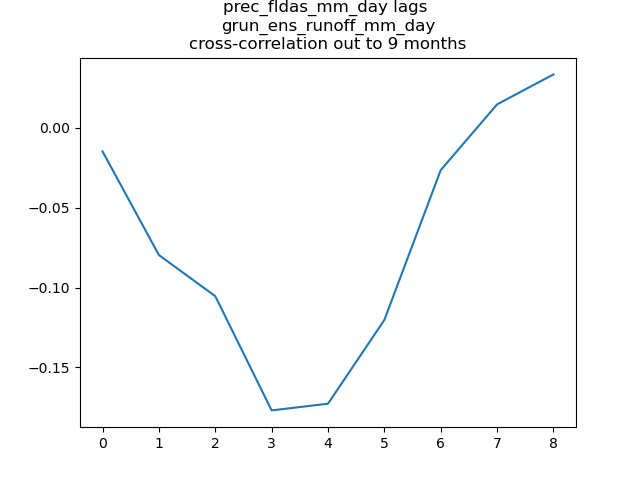 prec_fldas_mm_day lags
grun_ens_runoff_mm_day
cross-correlation out to 9 months
0.00
−0.05
−0.10
−0.15
0 1 2 3 4 5 6 7 8